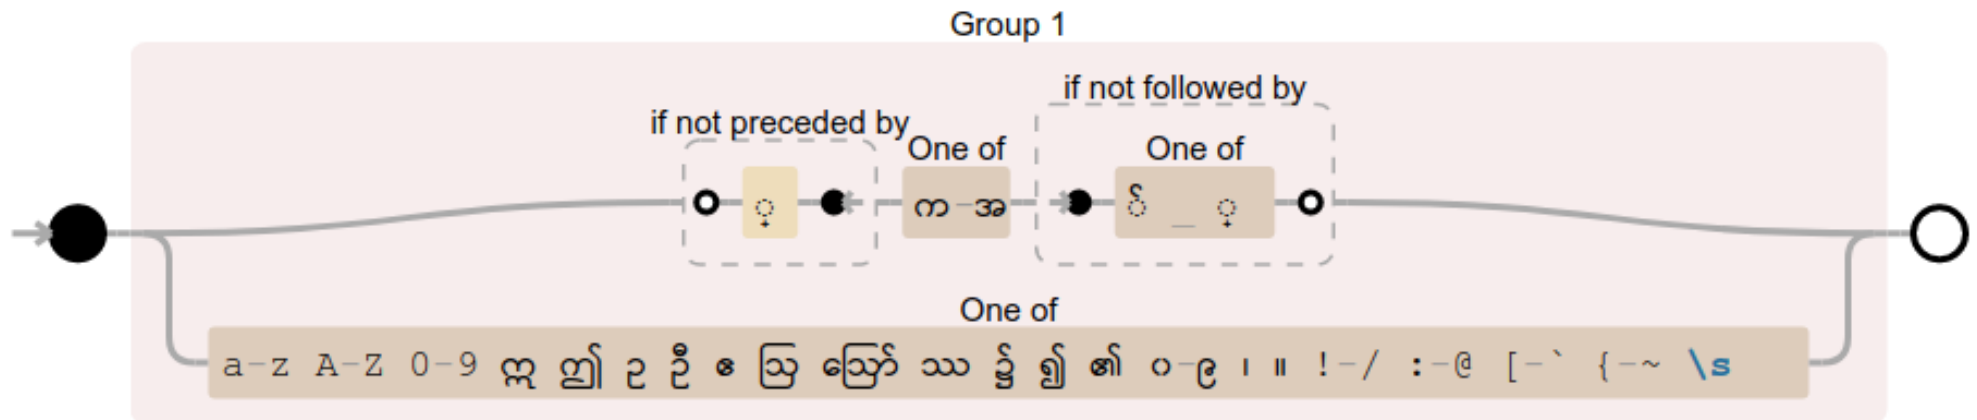 Group 1
if not followed by
if not preceded by
One of
One of
္
က-အ
် _ ္
One of
a-z A-Z 0-9 ဣ ဤ ဥ ဦ ဧ ဩ ဪ ဿ ၌ ၍ ၏ ၀-၉ ၊ ။ !-/ :-@ [-` {-~ \s